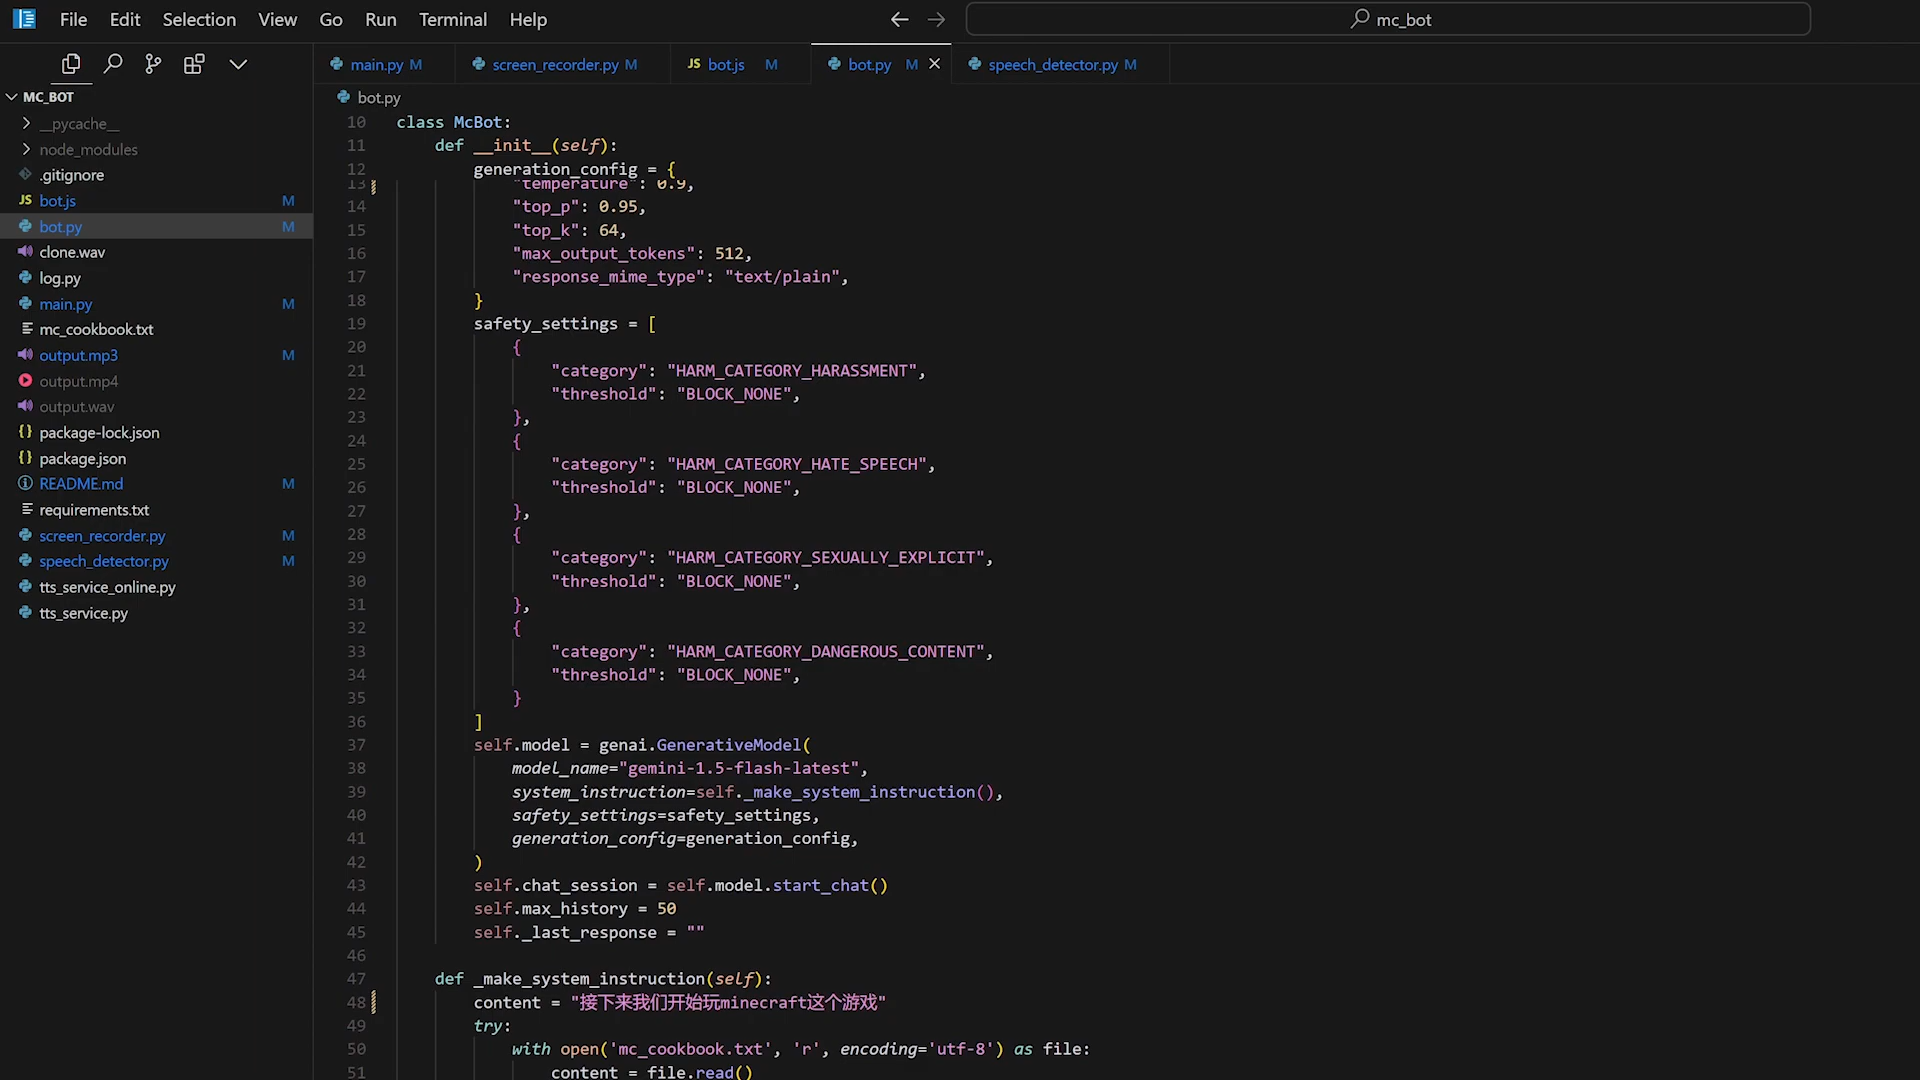 File Edit Selection View Go Run Terminal Help
mc_bot
main.py M
screen_recorder.py M
JS bot.js M
bot.py M
speech_detector.py M
MC_BOT
__pycache__
node_modules
.gitignore
JS bot.js M
bot.py M
clone.wav
log.py
main.py M
mc_cookbook.txt
output.mp3 M
output.mp4
output.wav
{} package-lock.json
{} package.json
README.md M
requirements.txt
screen_recorder.py M
speech_detector.py M
tts_service_online.py
tts_service.py
bot.py
10 class McBot:
11 def __init__(self):
12 generation_config = {
13 "temperature": 0.9,
14 "top_p": 0.95,
15 "top_k": 64,
16 "max_output_tokens": 512,
17 "response_mime_type": "text/plain",
18 }
19 safety_settings = [
20 {
21 "category": "HARM_CATEGORY_HARASSMENT",
22 "threshold": "BLOCK_NONE",
23 },
24 {
25 "category": "HARM_CATEGORY_HATE_SPEECH",
26 "threshold": "BLOCK_NONE",
27 },
28 {
29 "category": "HARM_CATEGORY_SEXUALLY_EXPLICIT",
30 "threshold": "BLOCK_NONE",
31 },
32 {
33 "category": "HARM_CATEGORY_DANGEROUS_CONTENT",
34 "threshold": "BLOCK_NONE",
35 }
36 ]
37 self.model = genai.GenerativeModel(
38 model_name="gemini-1.5-flash-latest",
39 system_instruction=self._make_system_instruction(),
40 safety_settings=safety_settings,
41 generation_config=generation_config,
42 )
43 self.chat_session = self.model.start_chat()
44 self.max_history = 50
45 self._last_response = ""
46
47 def _make_system_instruction(self):
48 content = "接下来我们开始玩minecraft这个游戏"
49 try:
50 with open('mc_cookbook.txt', 'r', encoding='utf-8') as file:
51 content = file.read()